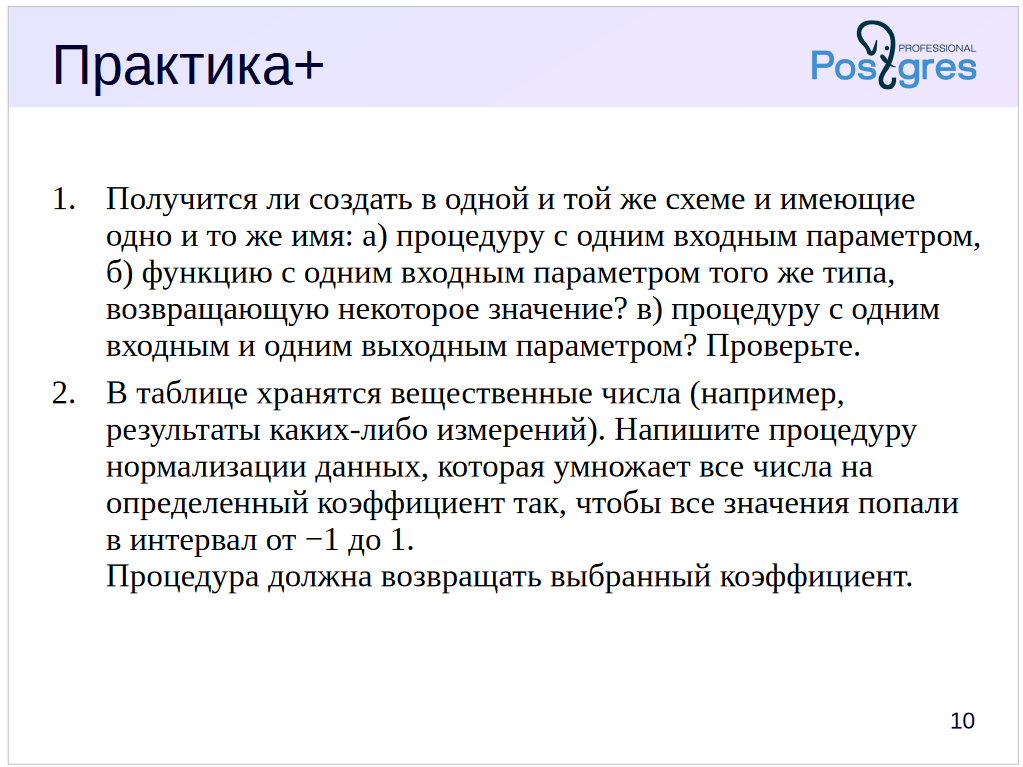 Практика+
PROFESSIONAL
Postgres
1. Получится ли создать в одной и той же схеме и имеющие
одно и то же имя: а) процедуру с одним входным параметром,
б) функцию с одним входным параметром того же типа,
возвращающую некоторое значение? в) процедуру с одним
входным и одним выходным параметром? Проверьте.
2. В таблице хранятся вещественные числа (например,
результаты каких-либо измерений). Напишите процедуру
нормализации данных, которая умножает все числа на
определенный коэффициент так, чтобы все значения попали
в интервал от −1 до 1.
Процедура должна возвращать выбранный коэффициент.
10